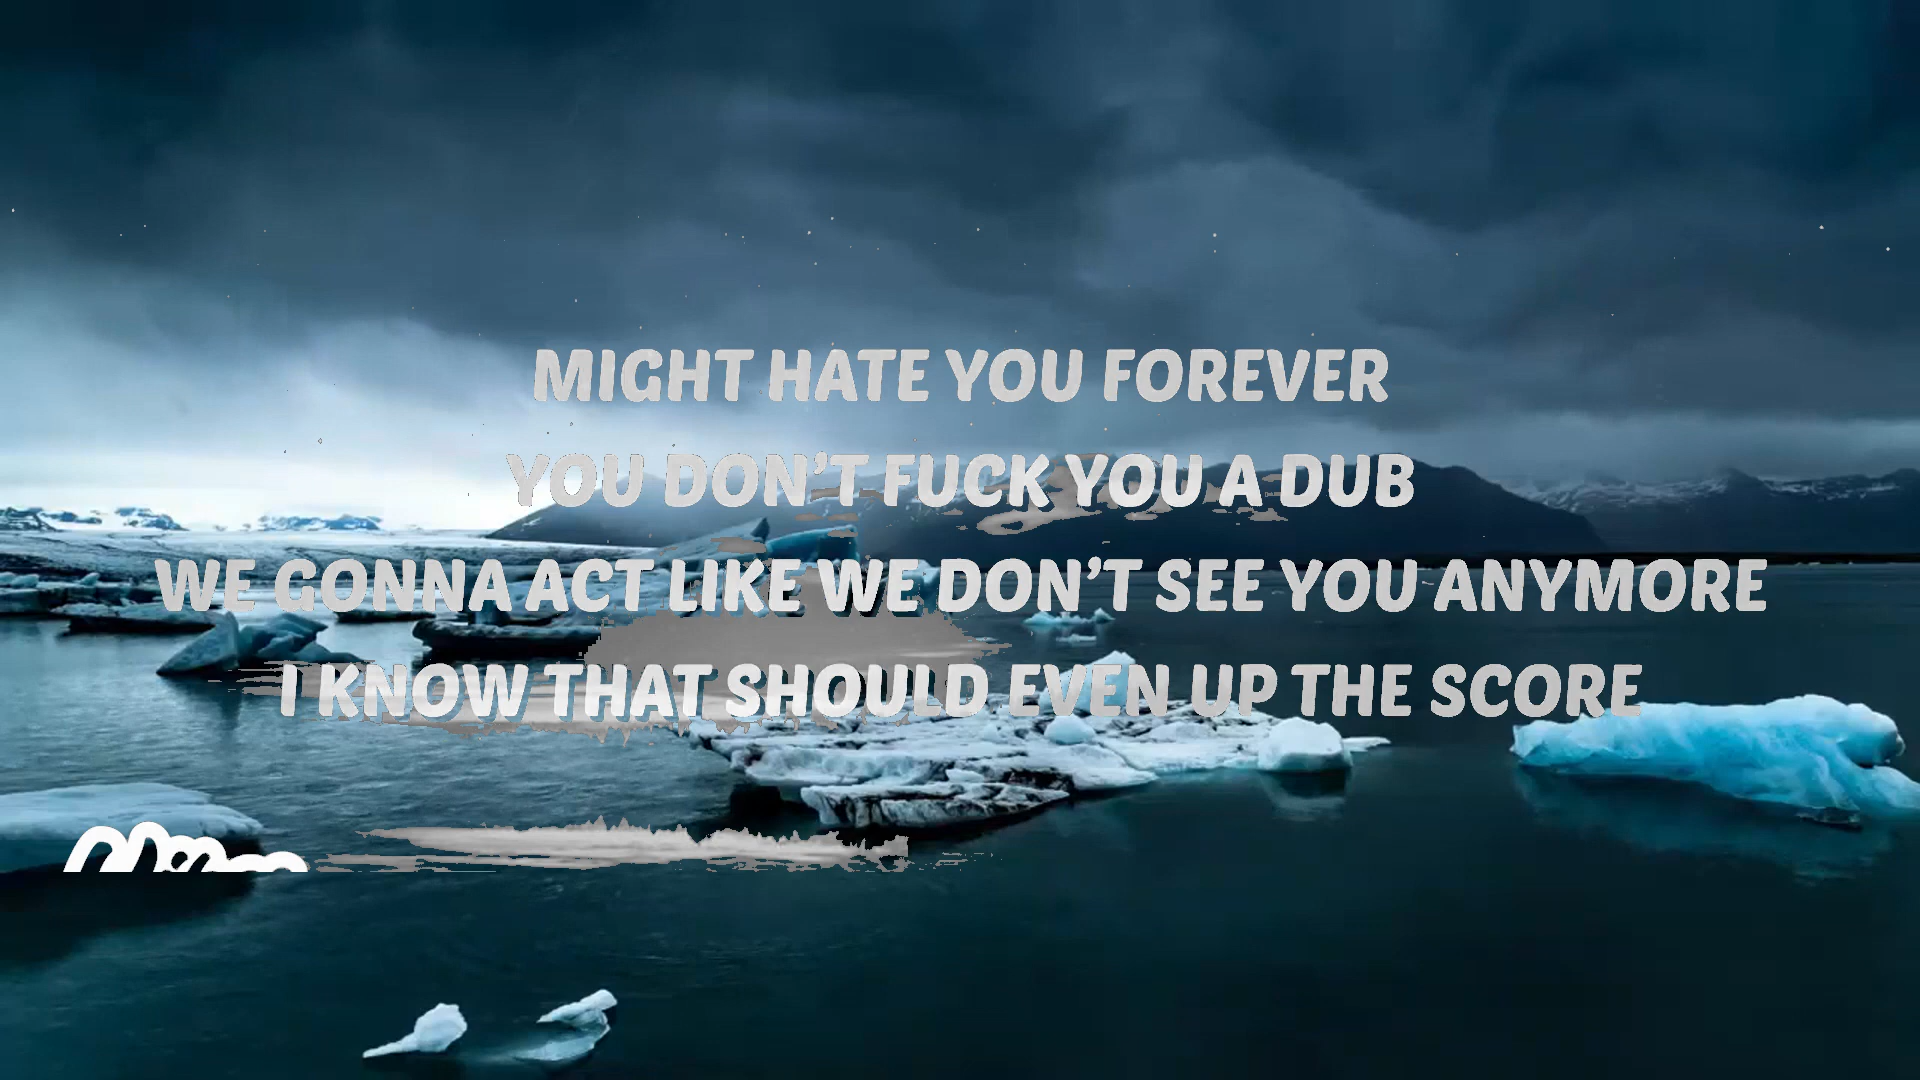 MIGHT HATE YOU FOREVER
YOU DON’T FUCK YOU A DUB
WE GONNA ACT LIKE WE DON’T SEE YOU ANYMORE
I KNOW THAT SHOULD EVEN UP THE SCORE